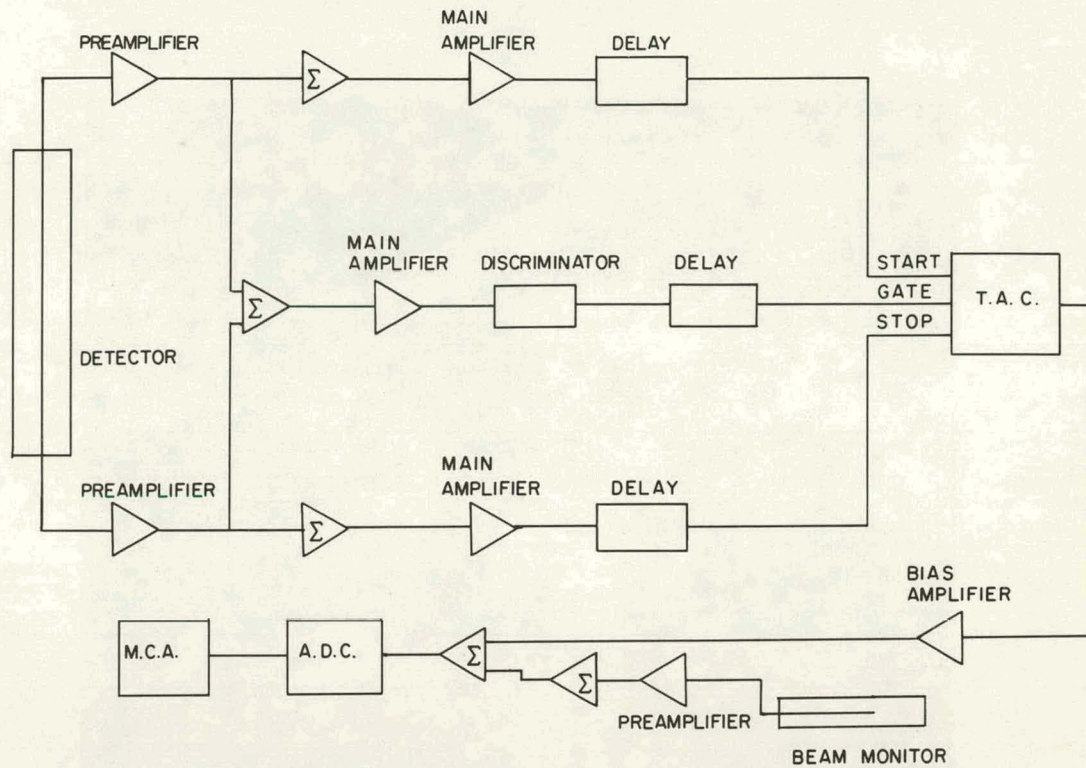 MAIN
AMPLIFIER
PREAMPLIFIER
DELAY
Σ
MAIN
AMPLIFIER
DISCRIMINATOR
DELAY
START
GATE
STOP
T. A. C.
Σ
DETECTOR
PREAMPLIFIER
MAIN
AMPLIFIER
DELAY
Σ
BIAS
AMPLIFIER
M.C.A.
A.D.C.
Σ
Σ
PREAMPLIFIER
BEAM MONITOR